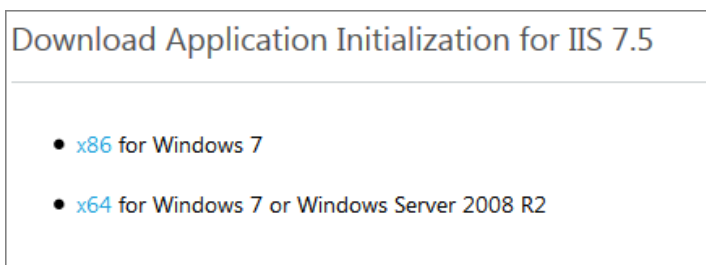 Download Application Initialization for IIS 7.5
• x86 for Windows 7
• x64 for Windows 7 or Windows Server 2008 R2